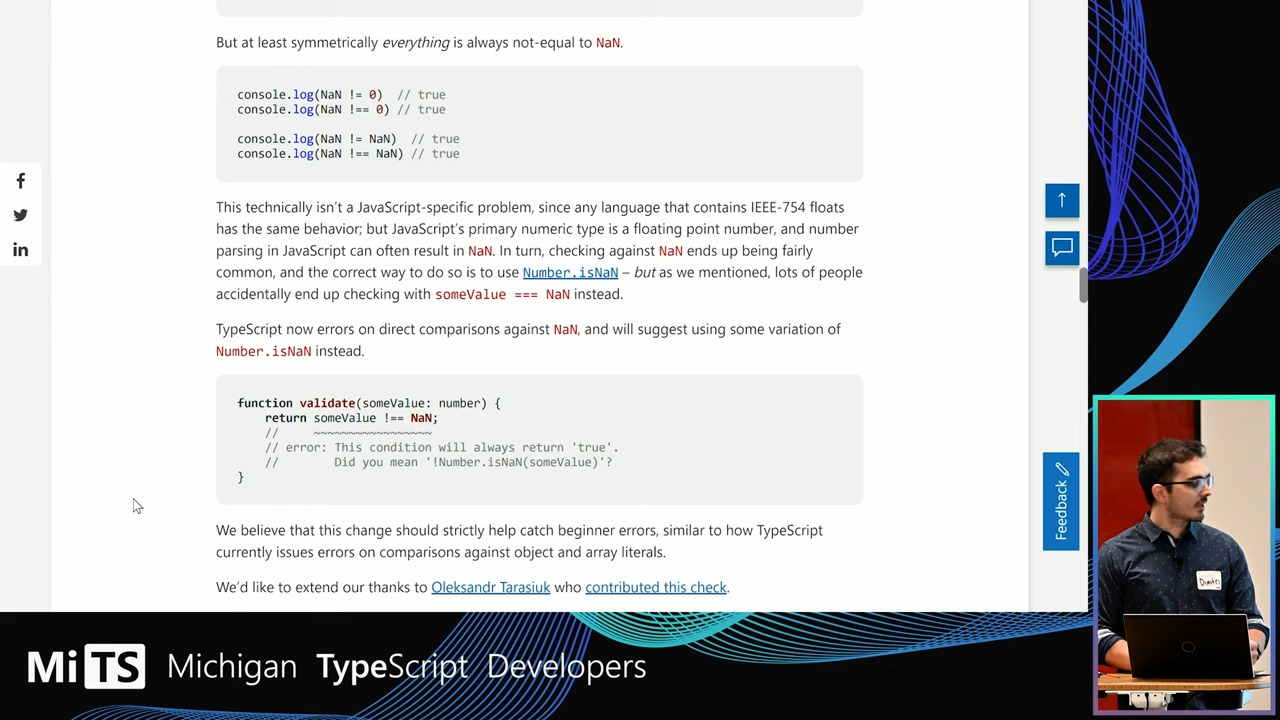 But at least symmetrically everything is always not-equal to NaN.
console.log(NaN != 0)  // true
console.log(NaN !== 0) // true
console.log(NaN != NaN)  // true
console.log(NaN !== NaN) // true
This technically isn't a JavaScript-specific problem, since any language that contains IEEE-754 floats
has the same behavior; but JavaScript's primary numeric type is a floating point number, and number
parsing in JavaScript can often result in NaN. In turn, checking against NaN ends up being fairly
common, and the correct way to do so is to use Number.isNaN – but as we mentioned, lots of people
accidentally end up checking with someValue === NaN instead.
TypeScript now errors on direct comparisons against NaN, and will suggest using some variation of
Number.isNaN instead.
function validate(someValue: number) {
    return someValue !== NaN;
    //     ~~~~~~~~~~~~~~~~~
    // error: This condition will always return 'true'.
    //        Did you mean '!Number.isNaN(someValue)'?
}
We believe that this change should strictly help catch beginner errors, similar to how TypeScript
currently issues errors on comparisons against object and array literals.
We'd like to extend our thanks to Oleksandr Tarasiuk who contributed this check.
Feedback
Dimitri
MiTS Michigan TypeScript Developers